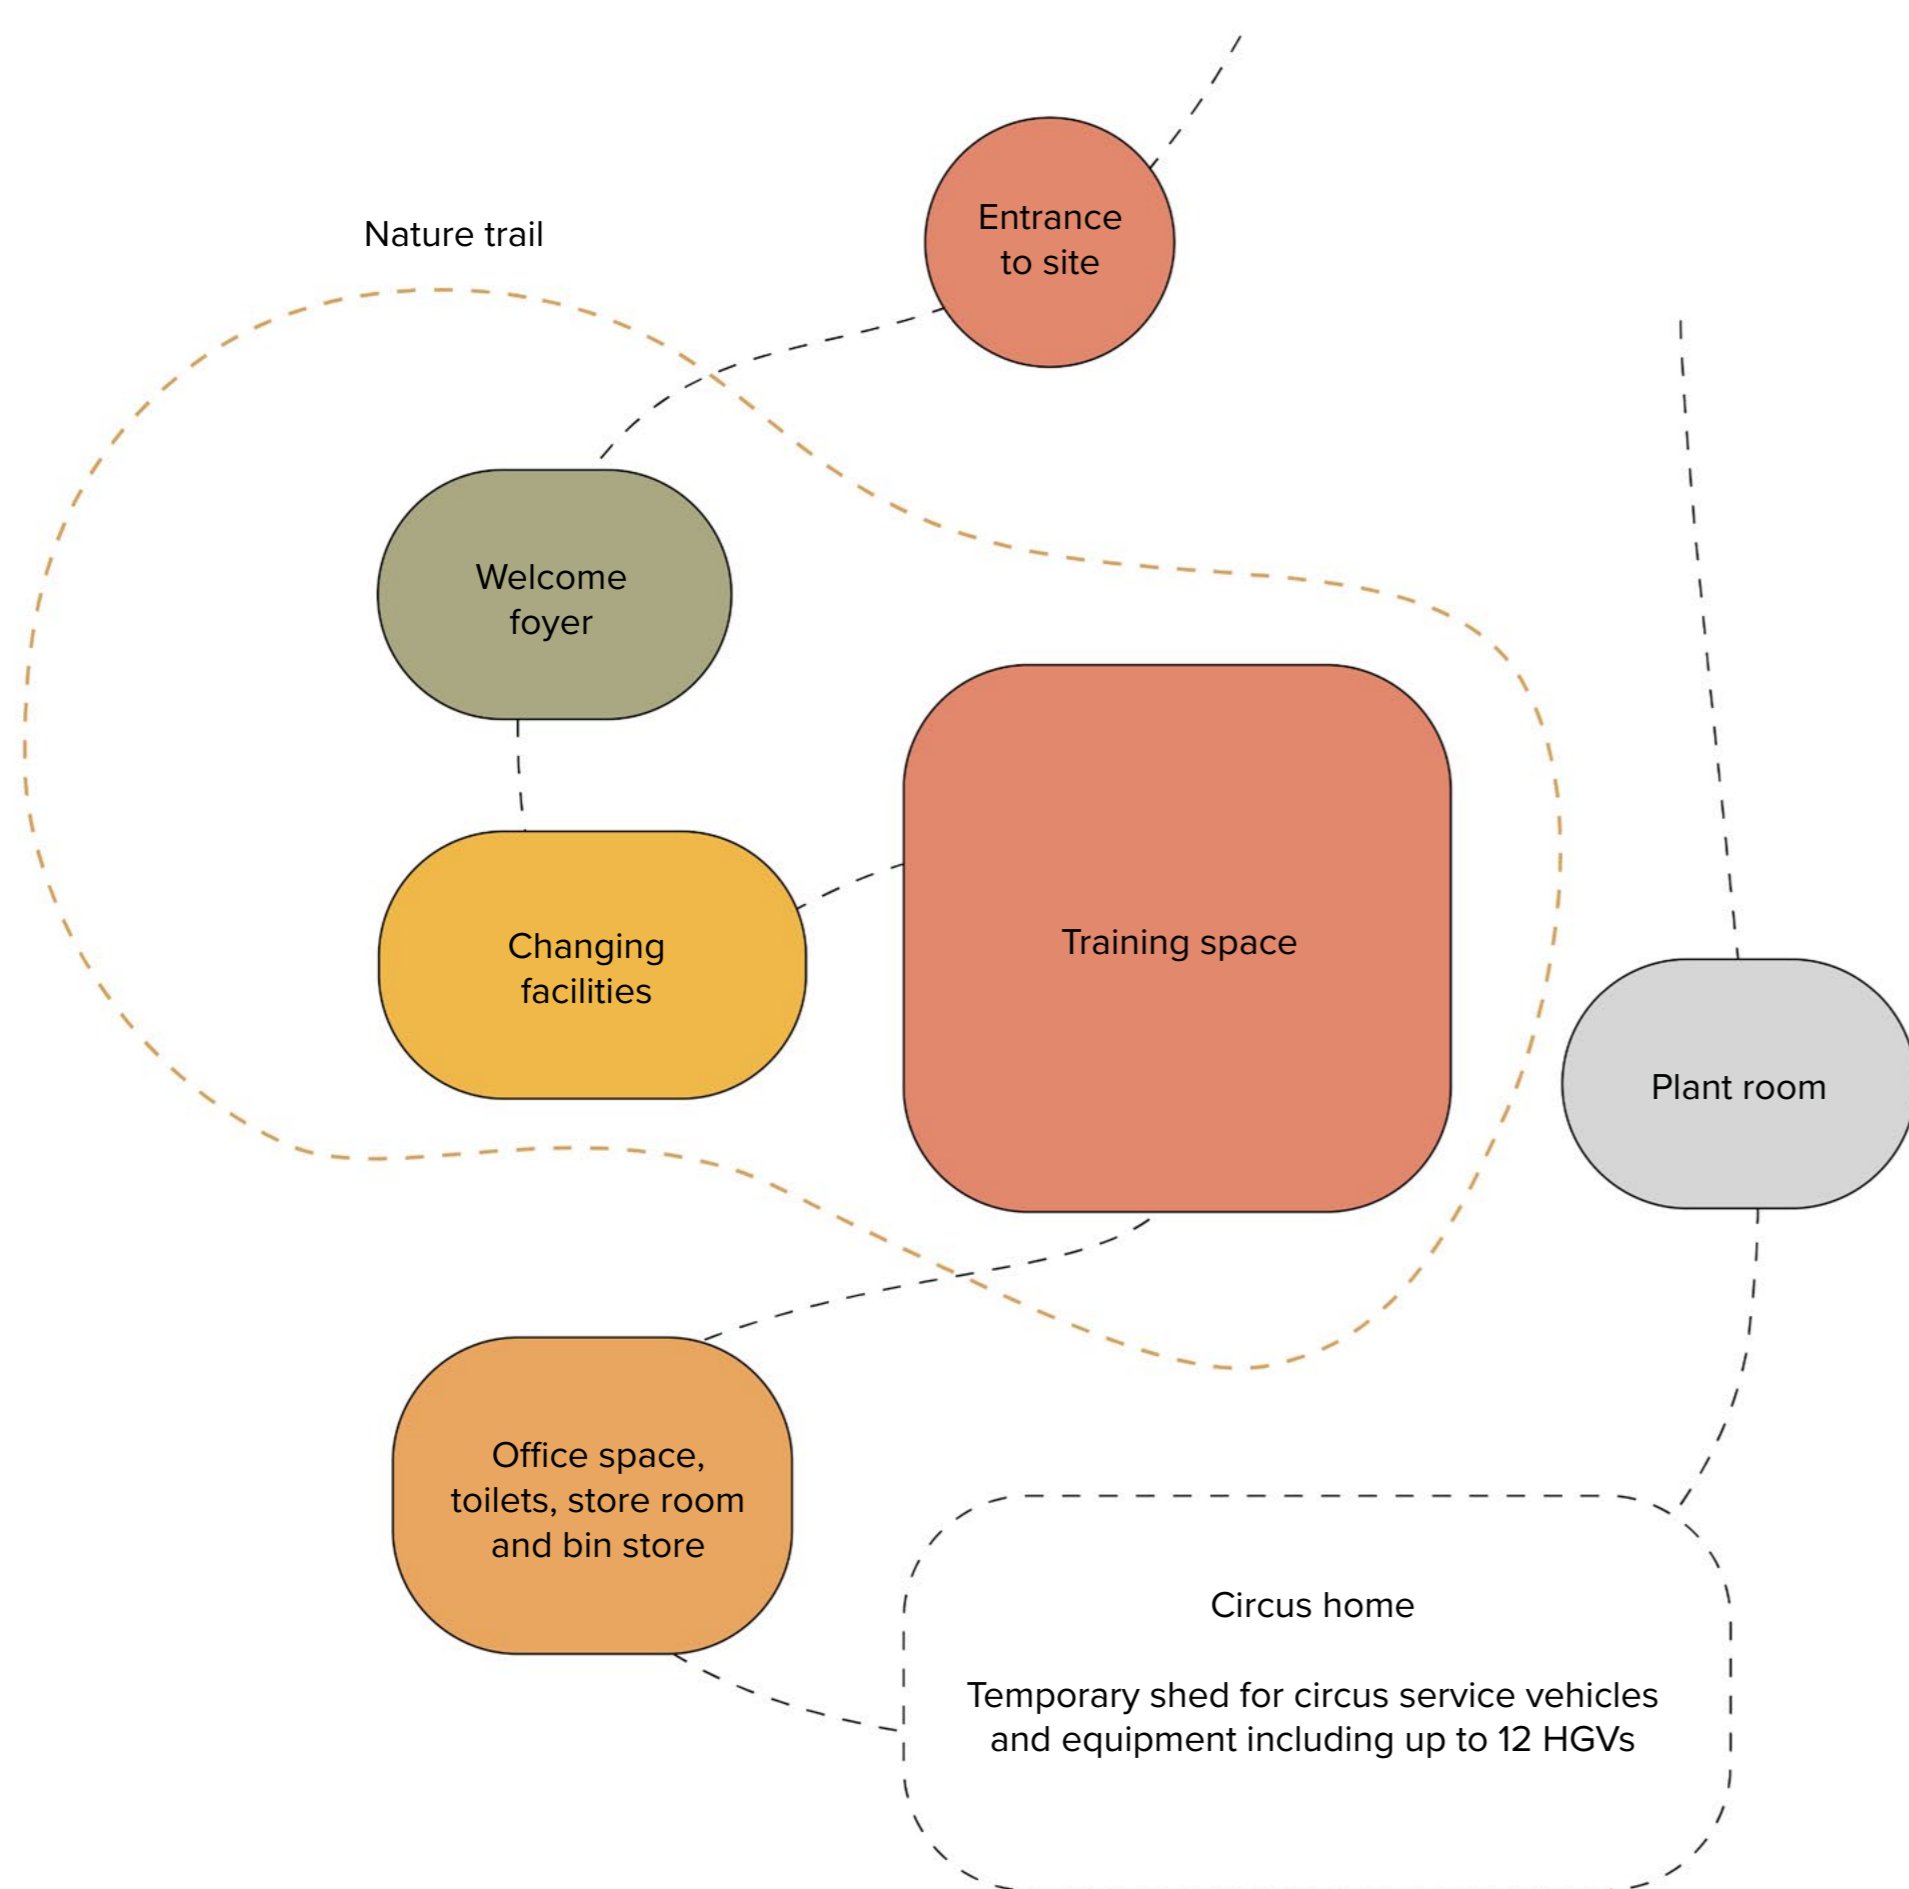 Entrance
to site
Nature trail
Welcome
foyer
Changing
facilities
Training space
Plant room
Office space,
toilets, store room
and bin store
Circus home
Temporary shed for circus service vehicles
and equipment including up to 12 HGVs